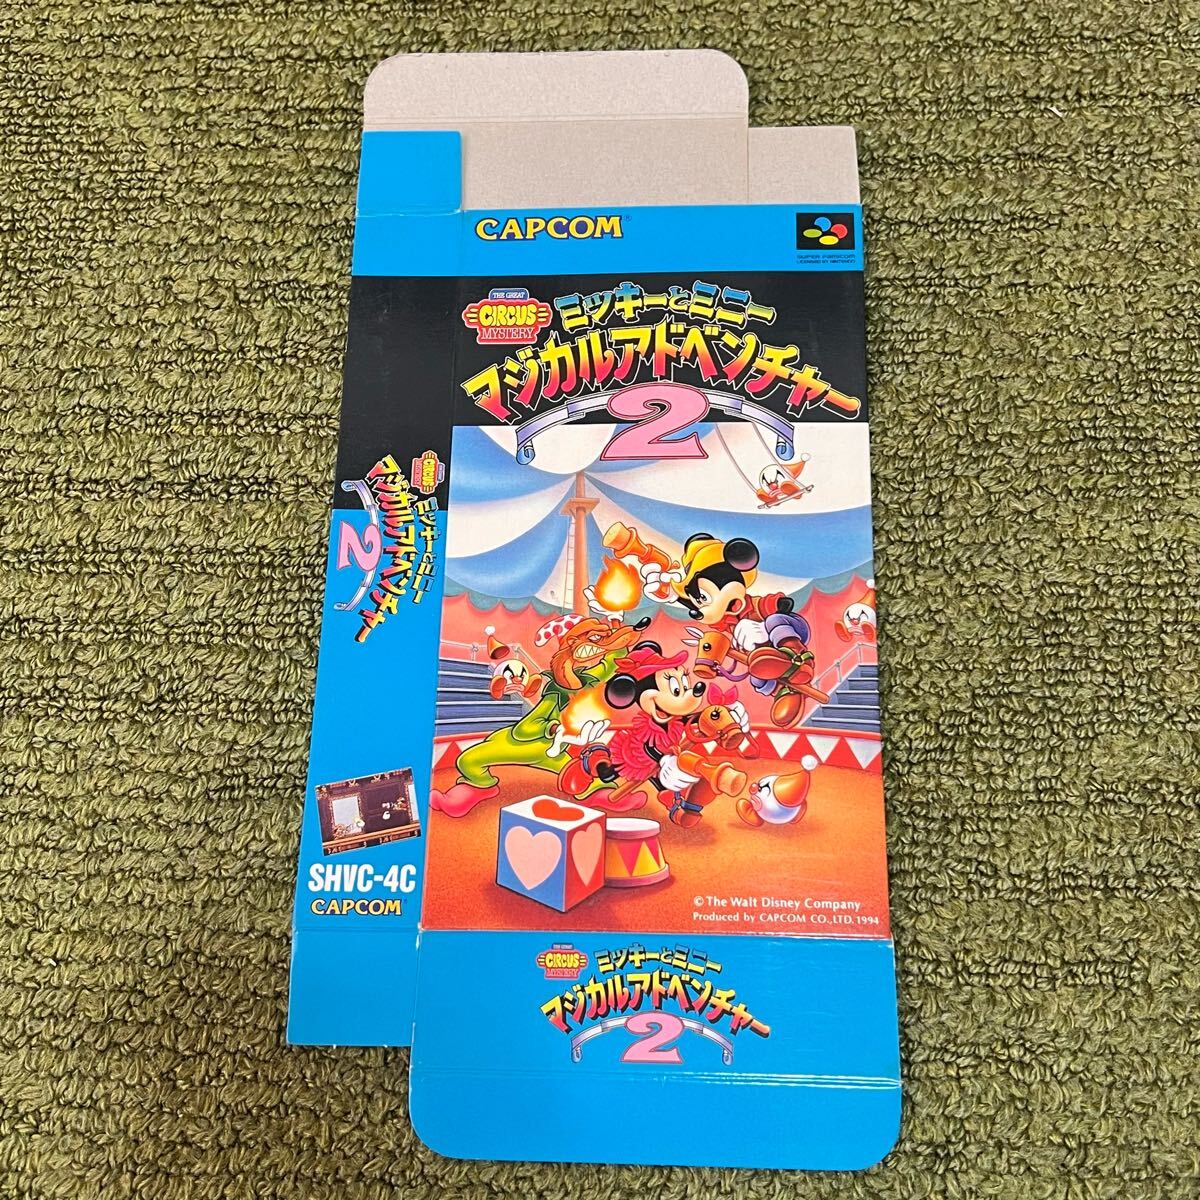 CAPCOM®
SUPER FAMICOM
LICENSED BY NINTENDO
THE GREAT
CIRCUS
MYSTERY
ミッキーとミニー
マジカルアドベンチャー
2
© The Walt Disney Company
Produced by CAPCOM CO.,LTD. 1994
THE GREAT
CIRCUS
MYSTERY
ミッキーとミニー
マジカルアドベンチャー
2
CIRCUS
MYSTERY
ミッキーとミニー
マジカルアドベンチャー
2
SHVC-4C
CAPCOM